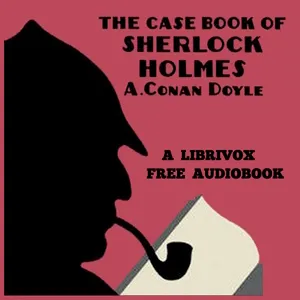 THE CASE BOOK OF
SHERLOCK
HOLMES
A.CONAN DOYLE
A LIBRIVOX
FREE AUDIOBOOK